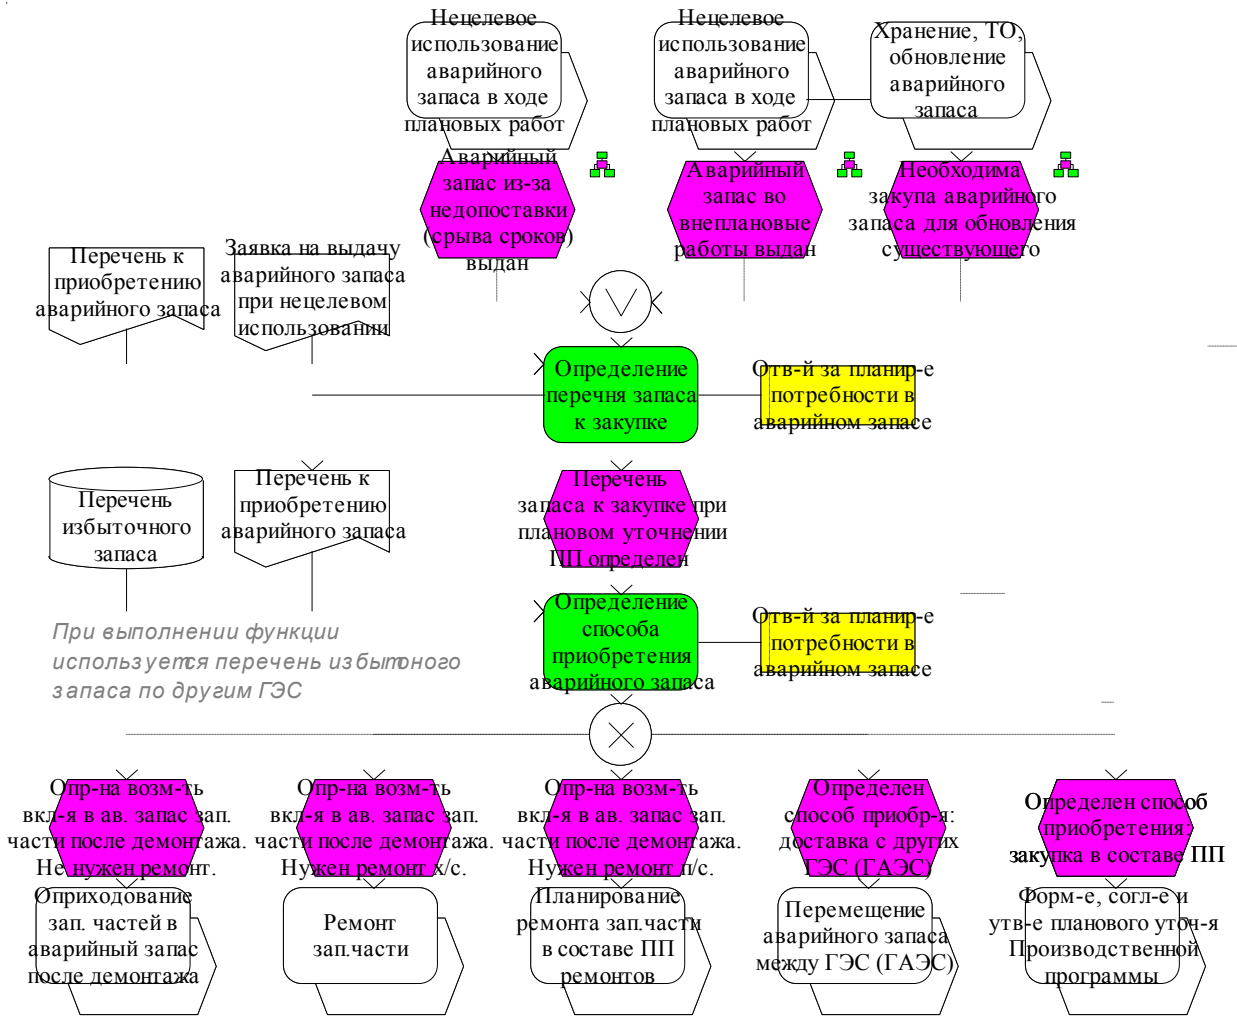 Нецелевое
использование
аварийного
запаса в ходе
плановых работ
Нецелевое
использование
аварийного
запаса в ходе
плановых работ
Хранение, ТО,
обновление
аварийного
запаса
Аварийный
запас из-за
недопоставки
(срыва сроков)
выдан
Аварийный
запас во
внеплановые
работы выдан
Необходима
закупа аварийного
запаса для обновления
существующего
Перечень к
приобретению
аварийного запаса
Заявка на выдачу
аварийного запаса
при нецелевом
использовании
Определение
перечня запаса
к закупке
Отв-й за планир-е
потребности в
аварийном запасе
Перечень
избыточного
запаса
Перечень к
приобретению
аварийного запаса
Перечень
запаса к закупке при
плановом уточнении
ПП определен
Определение
способа
приобретения
аварийного запаса
Отв-й за планир-е
потребности в
аварийном запасе
При выполнении функции
используется перечень избытоного
запаса по другим ГЭС
Опр-на возм-ть
вкл-я в ав. запас зап.
части после демонтажа.
Не нужен ремонт.
Опр-на возм-ть
вкл-я в ав. запас зап.
части после демонтажа.
Нужен ремонт х/с.
Опр-на возм-ть
вкл-я в ав. запас зап.
части после демонтажа.
Нужен ремонт п/с.
Определен
способ приобр-я:
доставка с других
ГЭС (ГАЭС)
Определен способ
приобретения:
закупка в составе ПП
Оприходование
зап. частей в
аварийный запас
после демонтажа
Ремонт
зап.части
Планирование
ремонта зап.части
в составе ПП
ремонтов
Перемещение
аварийного запаса
между ГЭС (ГАЭС)
Форм-е, согл-е и
утв-е планового уточ-я
Производственной
программы